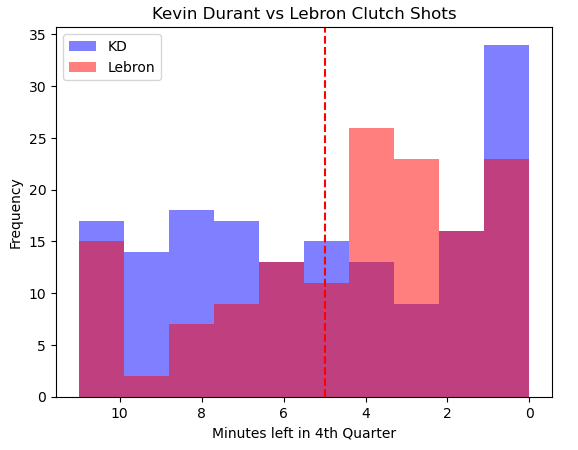 Kevin Durant vs Lebron Clutch Shots
KD
Lebron
Frequency
35
30
25
20
15
10
5
0
10 8 6 4 2 0
Minutes left in 4th Quarter